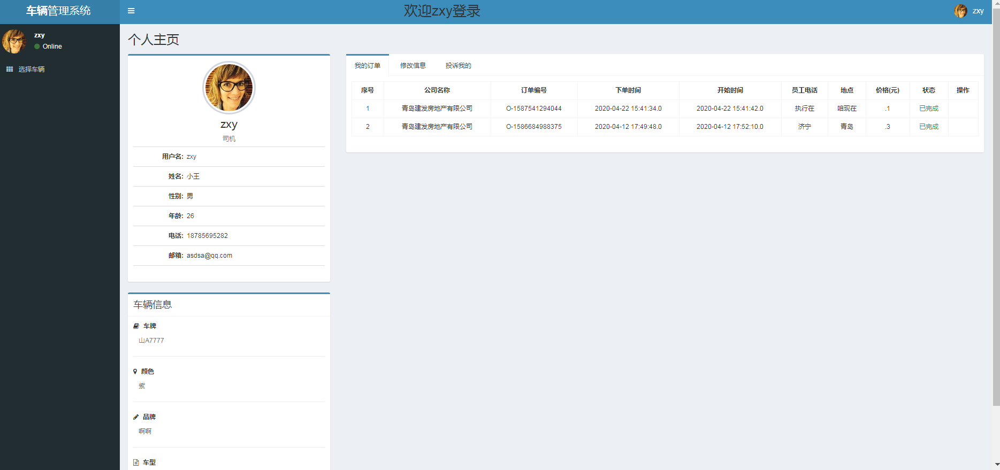 车辆管理系统
欢迎zxy登录
zxy
zxy
Online
选择车辆
个人主页
zxy
司机
用户名: zxy
姓名: 小王
性别: 男
年龄: 26
电话: 18785695282
邮箱: asdsa@qq.com
车辆信息
车牌
山A7777
颜色
紫
品牌
啊啊
车型
我的订单 修改信息 投诉我的
序号 公司名称 订单编号 下单时间 开始时间 员工电话 地点 价格(元) 状态 操作
1 青岛建发房地产有限公司 O-1587541294044 2020-04-22 15:41:34.0 2020-04-22 15:41:42.0 执行在 咱现在 .1 已完成
2 青岛建发房地产有限公司 O-1586684988375 2020-04-12 17:49:48.0 2020-04-12 17:52:10.0 济宁 青岛 .3 已完成